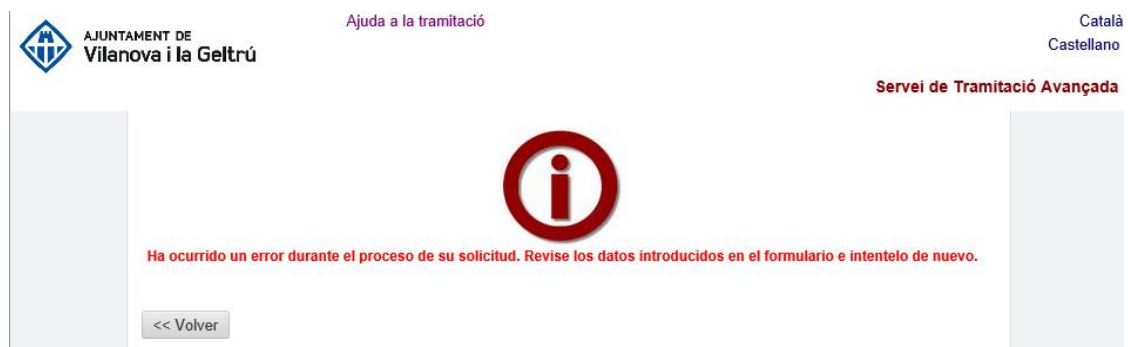 Ajuda a la tramitació
Català
Castellano
AJUNTAMENT DE
Vilanova i la Geltrú
Servei de Tramitació Avançada
Ha ocurrido un error durante el proceso de su solicitud. Revise los datos introducidos en el formulario e intentelo de nuevo.
<< Volver